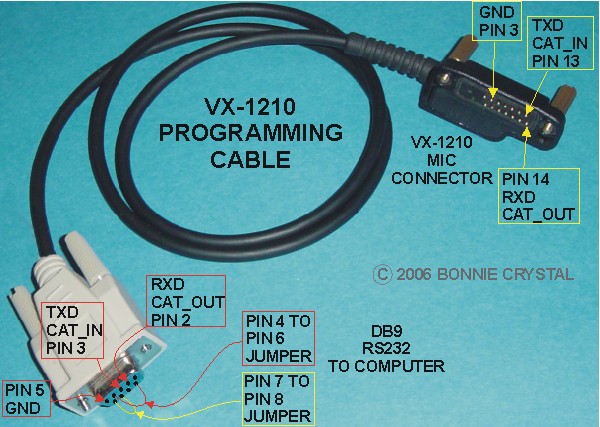 GND
PIN 3
TXD
CAT_IN
PIN 13
VX-1210
PROGRAMMING
CABLE
VX-1210
MIC
CONNECTOR
PIN 14
RXD
CAT_OUT
© 2006 BONNIE CRYSTAL
RXD
CAT_OUT
PIN 2
TXD
CAT_IN
PIN 3
PIN 4 TO
PIN 6
JUMPER
DB9
RS232
TO COMPUTER
PIN 5
GND
PIN 7 TO
PIN 8
JUMPER